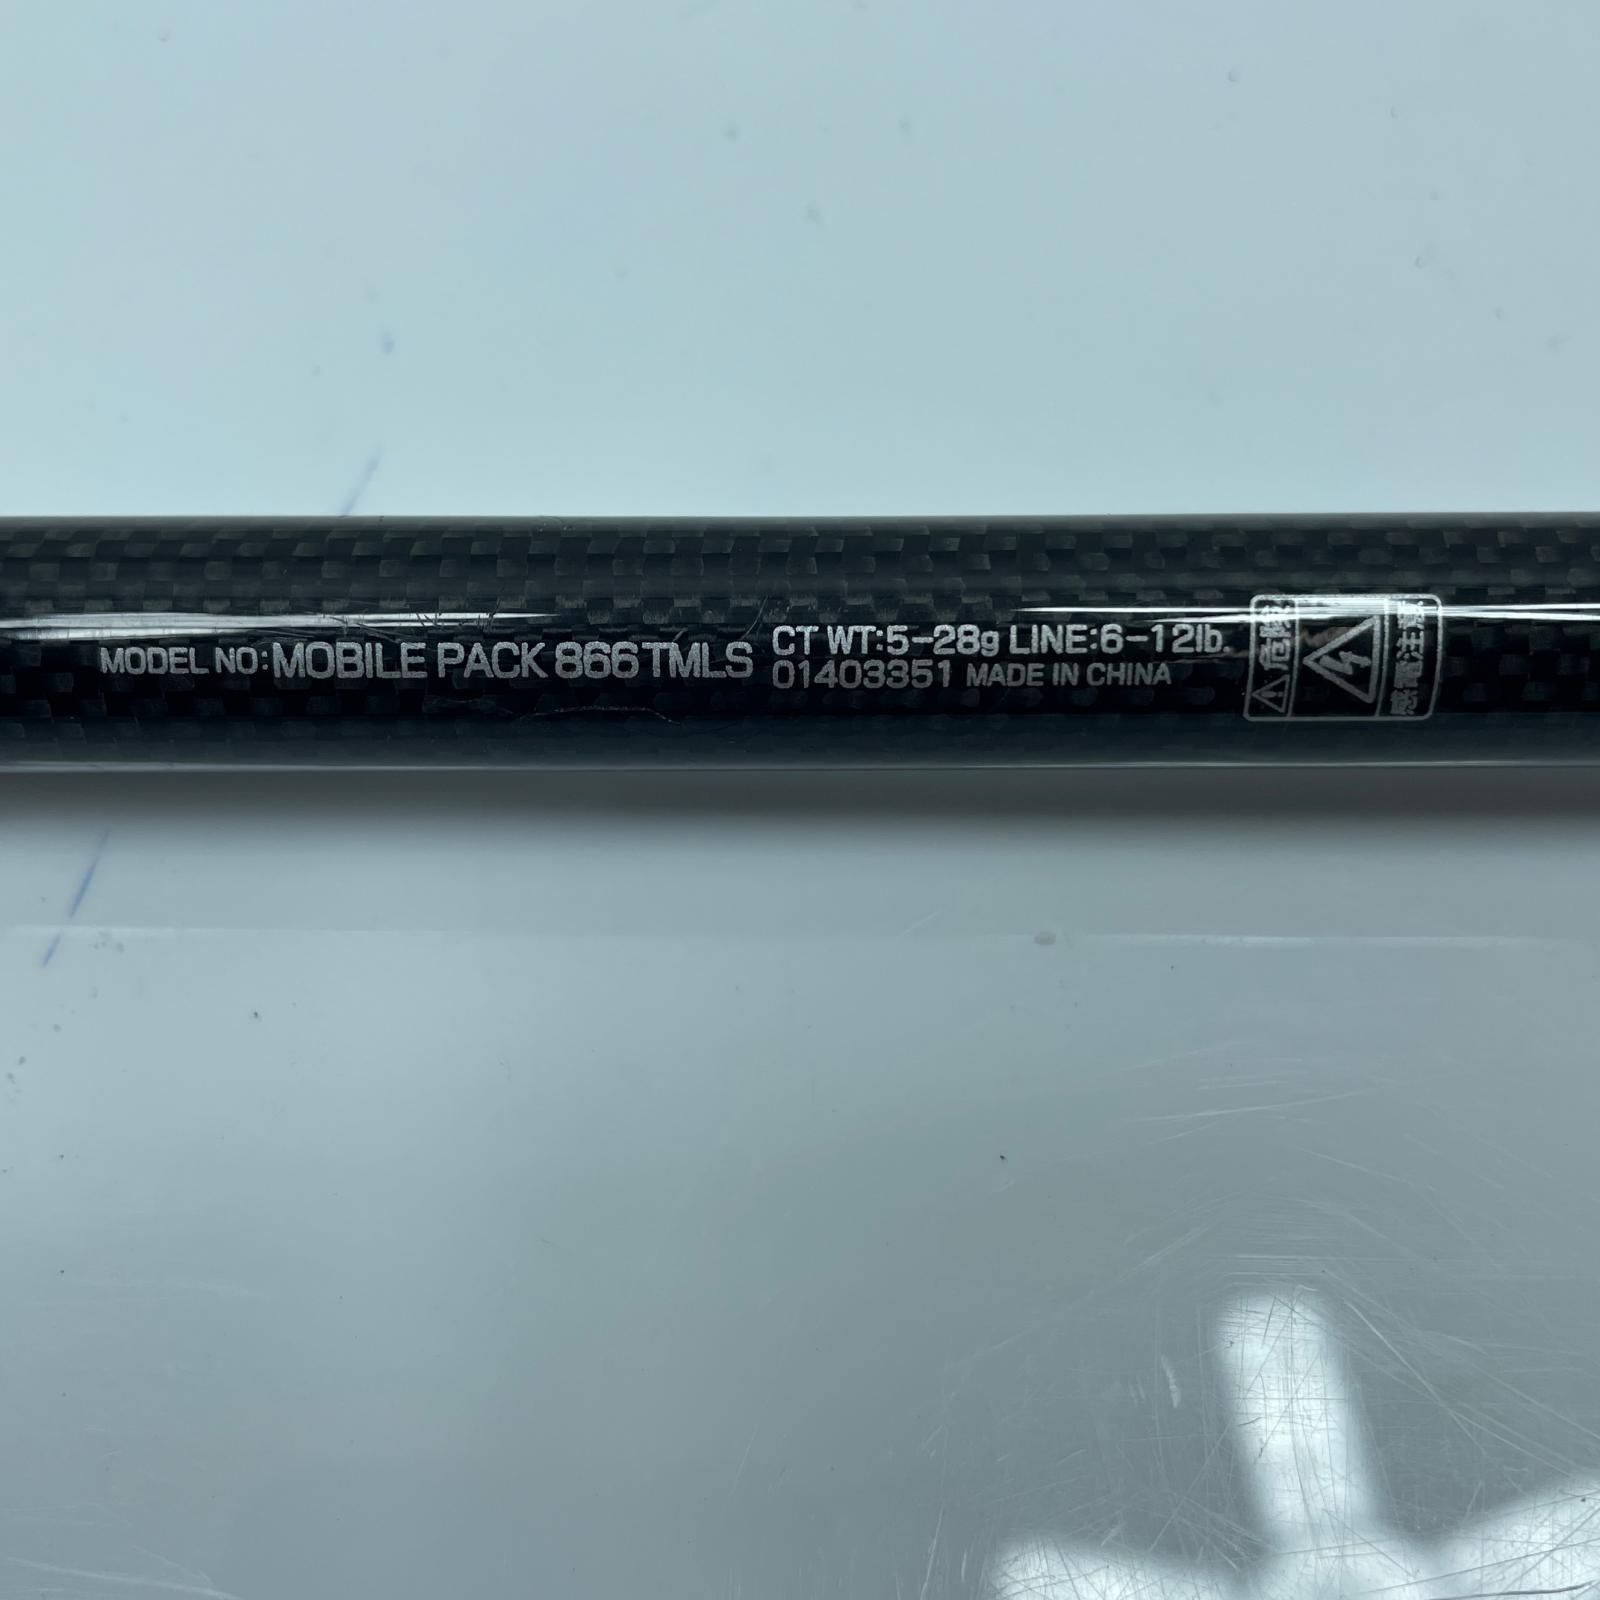 MODEL NO:MOBILE PACK 866TMLS
CT WT:5-28g LINE:6-12lb.
01403351 MADE IN CHINA
危険
感電注意